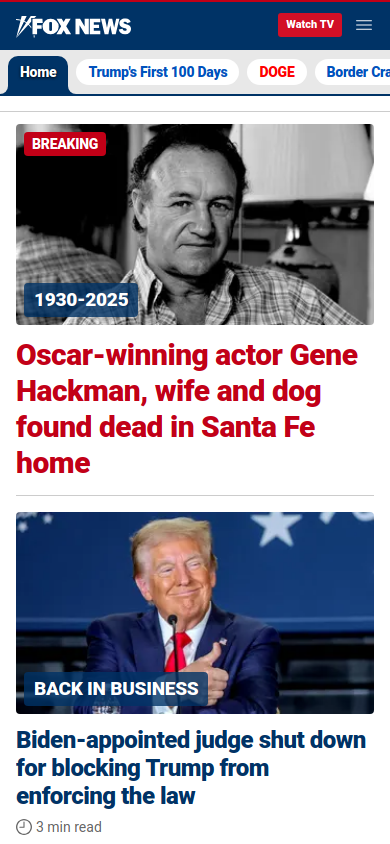 FOX NEWS
Watch TV
Home
Trump's First 100 Days
DOGE
Border Cra
BREAKING
1930-2025
Oscar-winning actor Gene
Hackman, wife and dog
found dead in Santa Fe
home
BACK IN BUSINESS
Biden-appointed judge shut down
for blocking Trump from
enforcing the law
3 min read